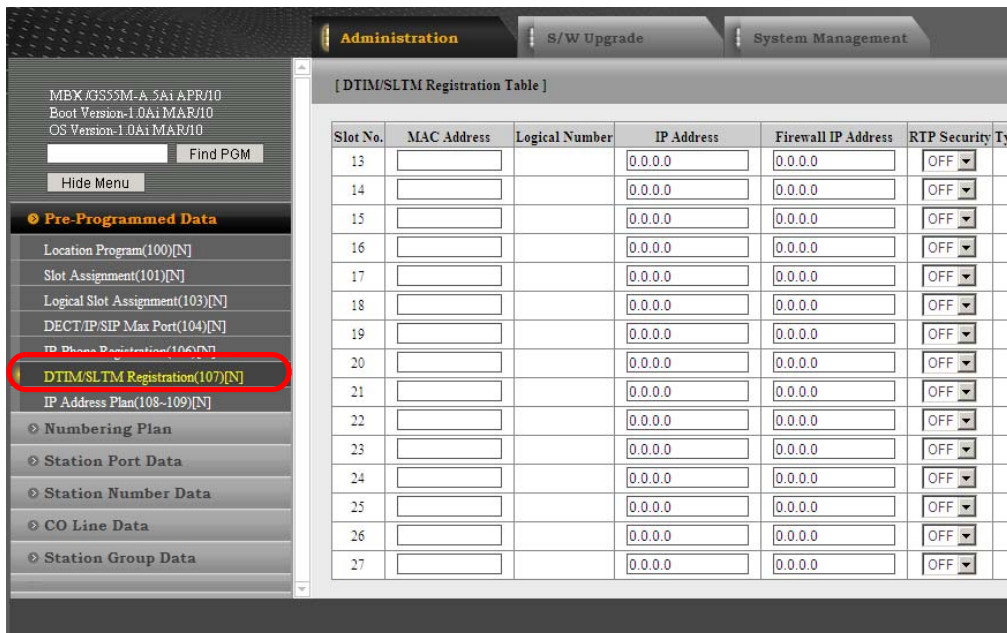 Administration
S/W Upgrade
System Management
MBX /GS55M-A.5Ai APR/10
Boot Version-1.0Ai MAR/10
OS Version-1.0Ai MAR/10
Find PGM
Hide Menu
Pre-Programmed Data
Location Program(100)[N]
Slot Assignment(101)[N]
Logical Slot Assignment(103)[N]
DECT/IP/SIP Max Port(104)[N]
IP Phone Registration(106)[N]
DTIM/SLTM Registration(107)[N]
IP Address Plan(108~109)[N]
Numbering Plan
Station Port Data
Station Number Data
CO Line Data
Station Group Data
[ DTIM/SLTM Registration Table ]
Slot No. MAC Address Logical Number IP Address Firewall IP Address RTP Security Ty
13 0.0.0.0 0.0.0.0 OFF
14 0.0.0.0 0.0.0.0 OFF
15 0.0.0.0 0.0.0.0 OFF
16 0.0.0.0 0.0.0.0 OFF
17 0.0.0.0 0.0.0.0 OFF
18 0.0.0.0 0.0.0.0 OFF
19 0.0.0.0 0.0.0.0 OFF
20 0.0.0.0 0.0.0.0 OFF
21 0.0.0.0 0.0.0.0 OFF
22 0.0.0.0 0.0.0.0 OFF
23 0.0.0.0 0.0.0.0 OFF
24 0.0.0.0 0.0.0.0 OFF
25 0.0.0.0 0.0.0.0 OFF
26 0.0.0.0 0.0.0.0 OFF
27 0.0.0.0 0.0.0.0 OFF